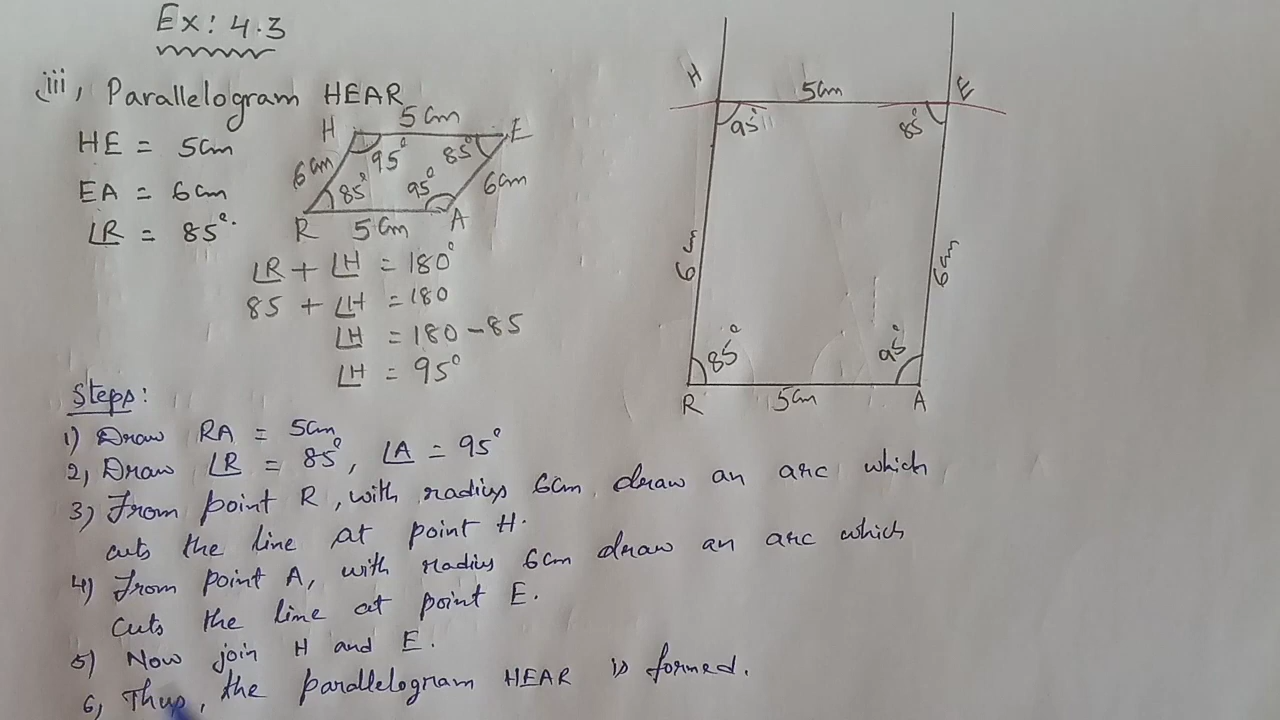 Ex: 4.3
iii, Parallelogram HEAR
HE = 5cm
EA = 6cm
∠R = 85°.
H 5cm E
6cm 95° 85°
85° 95° 6cm
R 5cm A
∠R + ∠H = 180°
85 + ∠H = 180
∠H = 180 - 85
∠H = 95°
Steps:
1) Draw RA = 5cm
2, Draw ∠R = 85°, ∠A = 95°
3) From point R, with radius 6cm draw an arc which
cuts the line at point H.
4) From point A, with radius 6cm draw an arc which
cuts the line at point E.
5) Now join H and E.
6, Thus, the parallelogram HEAR is formed.
H 5cm E
95° 85°
6cm 6cm
85° 95°
R 5cm A